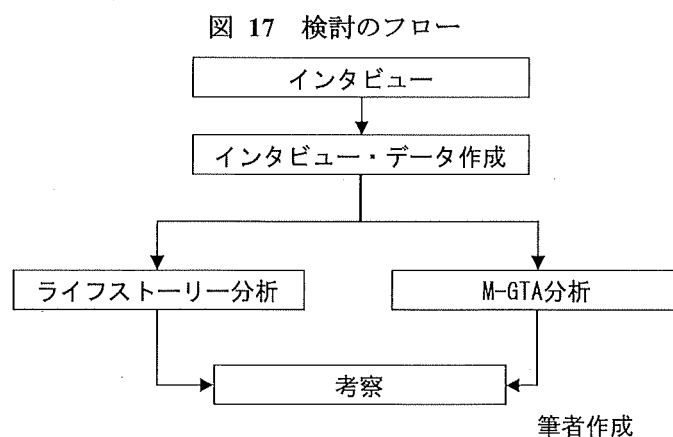 図 17 検討のフロー
インタビュー
インタビュー・データ作成
ライフストーリー分析
M-GTA分析
考察
筆者作成